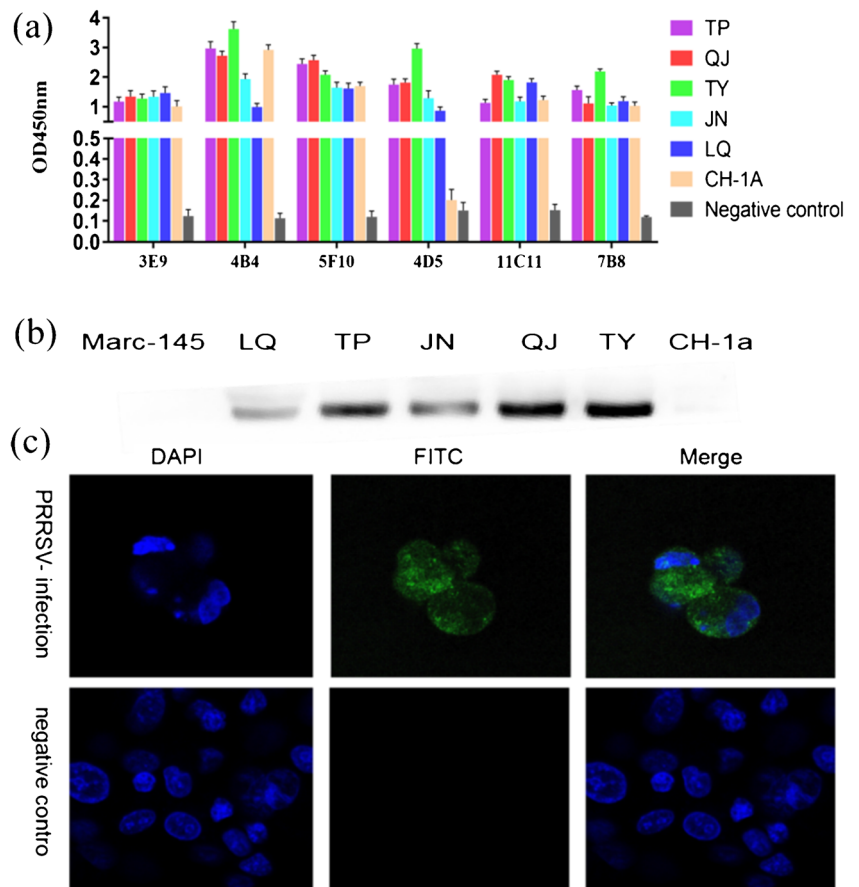 (a)
4
3
2
1
0.5
0.4
0.3
0.2
0.1
0.0
OD450nm
3E9 4B4 5F10 4D5 11C11 7B8
TP
QJ
TY
JN
LQ
CH-1A
Negative control
(b)
Marc-145 LQ TP JN QJ TY CH-1a
(c)
DAPI FITC Merge
PRRSV- infection
negative contro